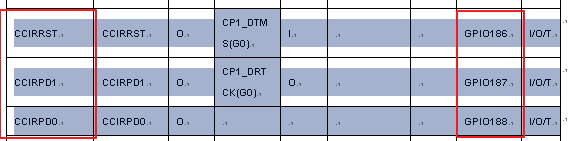 CCIRRST CCIRRST O CP1_DTMS(G0) I GPIO186 I/O/T
CCIRPD1 CCIRPD1 O CP1_DRTCK(G0) O GPIO187 I/O/T
CCIRPD0 CCIRPD0 O GPIO188 I/O/T